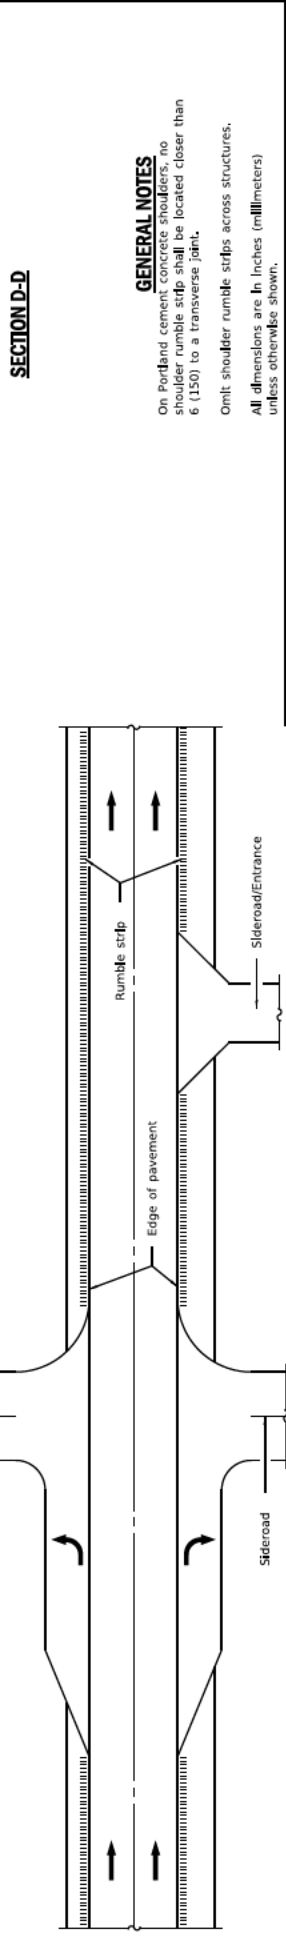 SECTION D-D
GENERAL NOTES
On Portland cement concrete shoulders, no
shoulder rumble strip shall be located closer than
6 (150) to a transverse joint.
Omit shoulder rumble strips across structures.
All dimensions are in inches (millimeters)
unless otherwise shown.
Rumble strip
Edge of pavement
Sideroad/Entrance
Sideroad